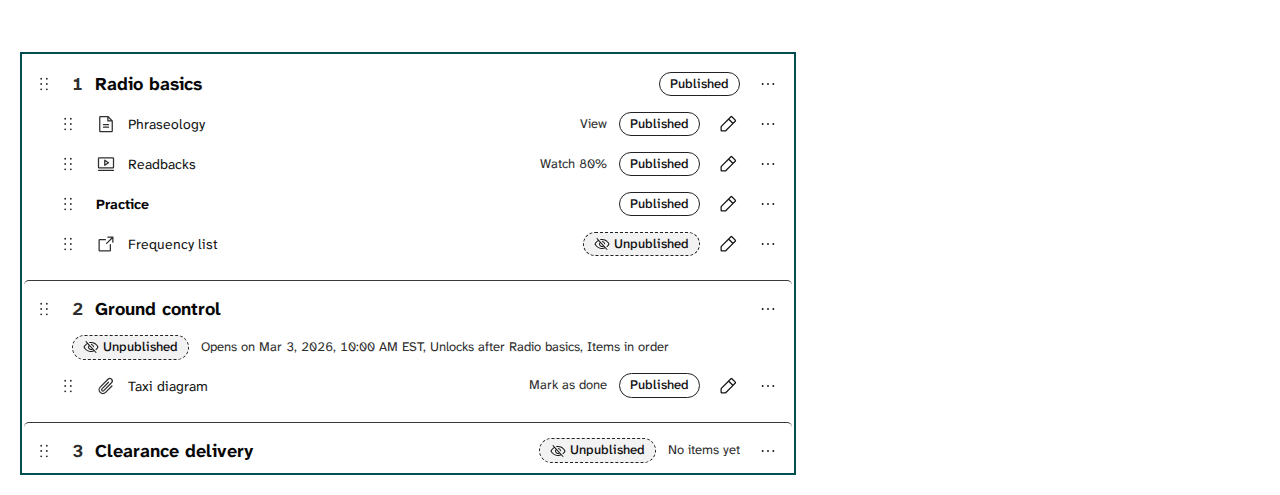 1 Radio basics Published
Phraseology View Published
Readbacks Watch 80% Published
Practice Published
Frequency list Unpublished
2 Ground control
Unpublished Opens on Mar 3, 2026, 10:00 AM EST, Unlocks after Radio basics, Items in order
Taxi diagram Mark as done Published
3 Clearance delivery Unpublished No items yet